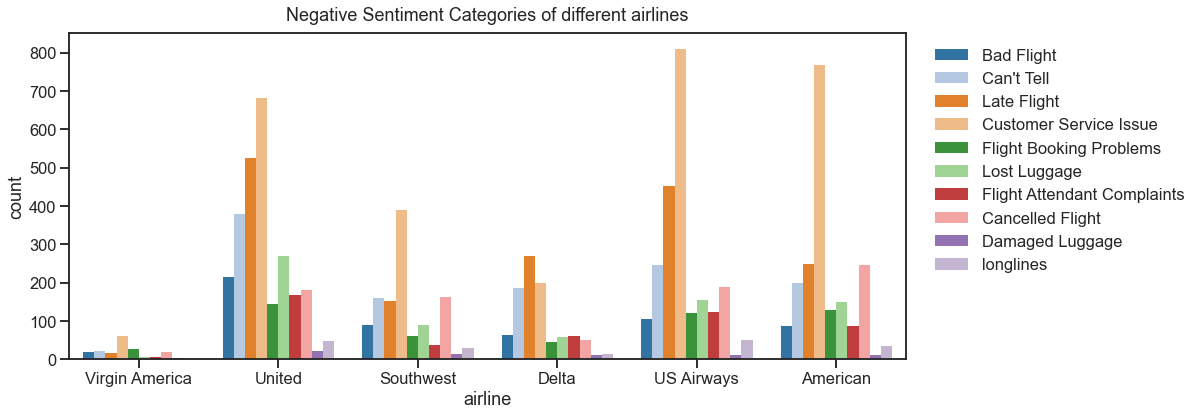 Negative Sentiment Categories of different airlines
800
700
600
500
400
300
200
100
0
count
Virgin America
United
Southwest
Delta
US Airways
American
airline
Bad Flight
Can't Tell
Late Flight
Customer Service Issue
Flight Booking Problems
Lost Luggage
Flight Attendant Complaints
Cancelled Flight
Damaged Luggage
longlines